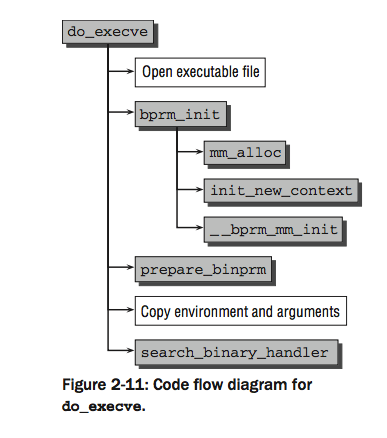 do_execve
Open executable file
bprm_init
mm_alloc
init_new_context
__bprm_mm_init
prepare_binprm
Copy environment and arguments
search_binary_handler
Figure 2-11: Code flow diagram for
do_execve.